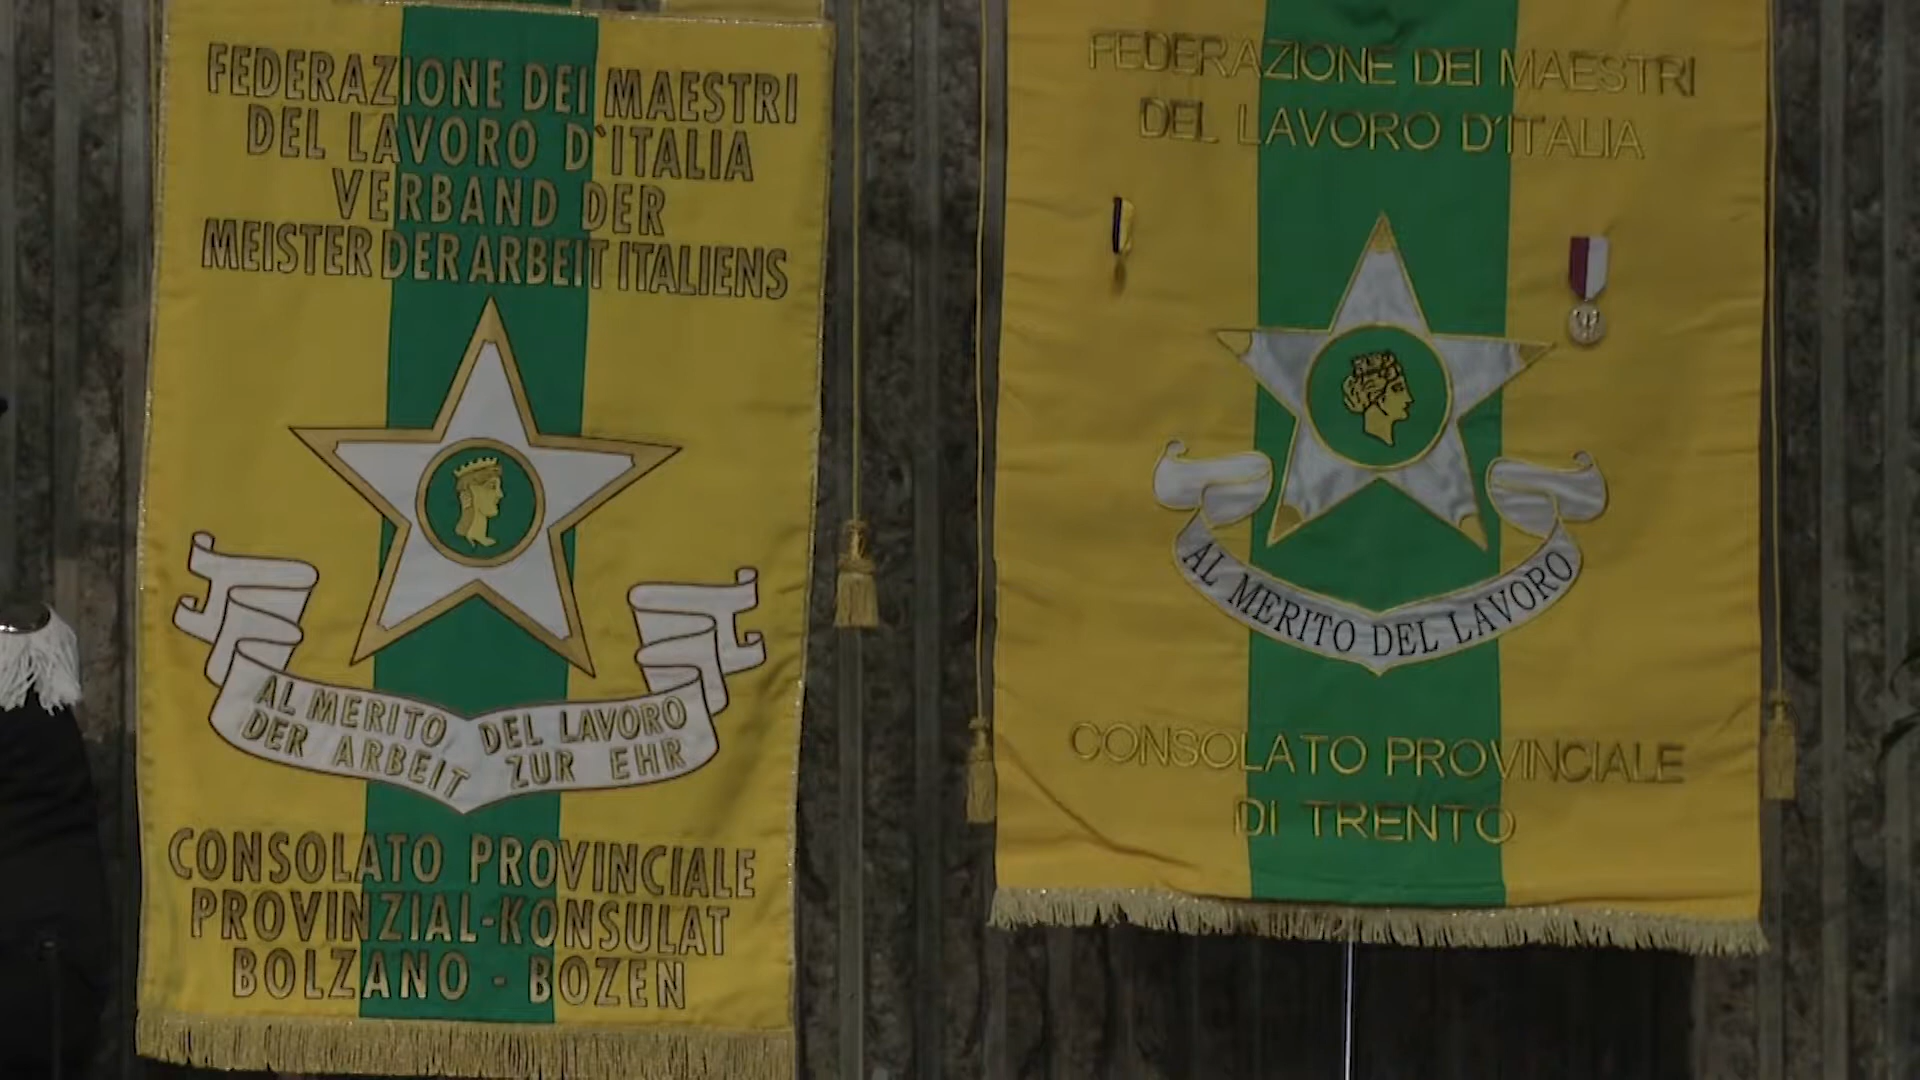 FEDERAZIONE DEI MAESTRI
DEL LAVORO D`ITALIA
VERBAND DER
MEISTER DER ARBEIT ITALIENS
AL MERITO DEL LAVORO
DER ARBEIT ZUR EHR
CONSOLATO PROVINCIALE
PROVINZIAL-KONSULAT
BOLZANO - BOZEN
FEDERAZIONE DEI MAESTRI
DEL LAVORO D'ITALIA
AL MERITO DEL LAVORO
CONSOLATO PROVINCIALE
DI TRENTO